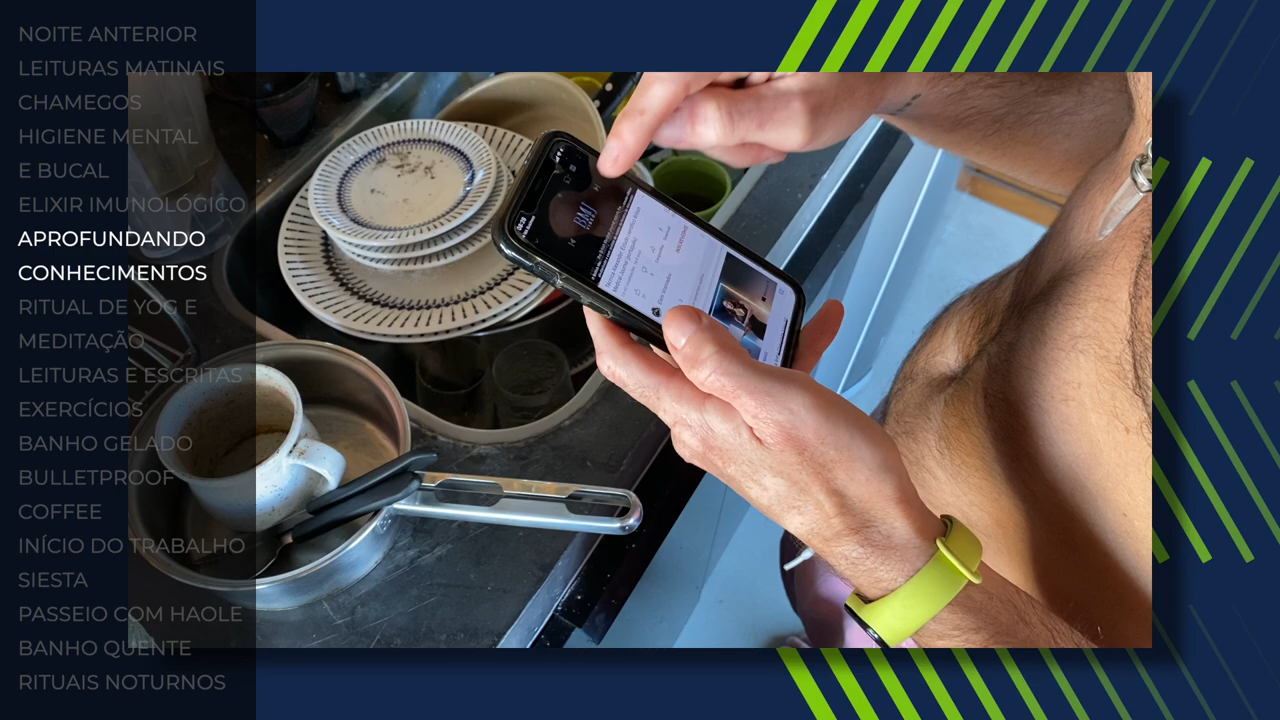 NOITE ANTERIOR
LEITURAS MATINAIS
CHAMEGOS
HIGIENE MENTAL
E BUCAL
ELIXIR IMUNOLÓGICO
APROFUNDANDO
CONHECIMENTOS
RITUAL DE YOG E
MEDITAÇÃO
LEITURAS E ESCRITAS
EXERCÍCIOS
BANHO GELADO
BULLETPROOF
COFFEE
INÍCIO DO TRABALHO
SIESTA
PASSEIO COM HAOLE
BANHO QUENTE
RITUAIS NOTURNOS
BMJ